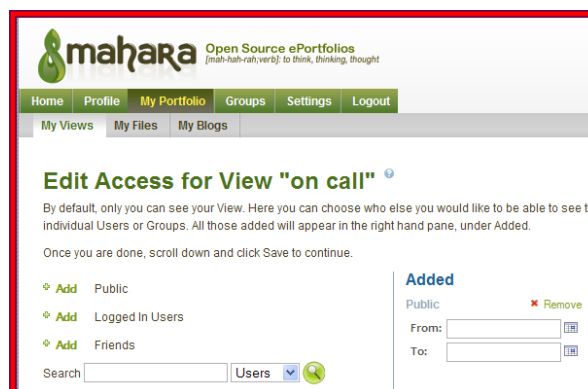 mahara Open Source ePortfolios
[mah-hah-rah;verb]: to think, thinking, thought
Home Profile My Portfolio Groups Settings Logout
My Views My Files My Blogs
Edit Access for View "on call"
By default, only you can see your View. Here you can choose who else you would like to be able to see
individual Users or Groups. All those added will appear in the right hand pane, under Added.
Once you are done, scroll down and click Save to continue.
Add Public
Add Logged In Users
Add Friends
Search Users
Added
Public Remove
From:
To: